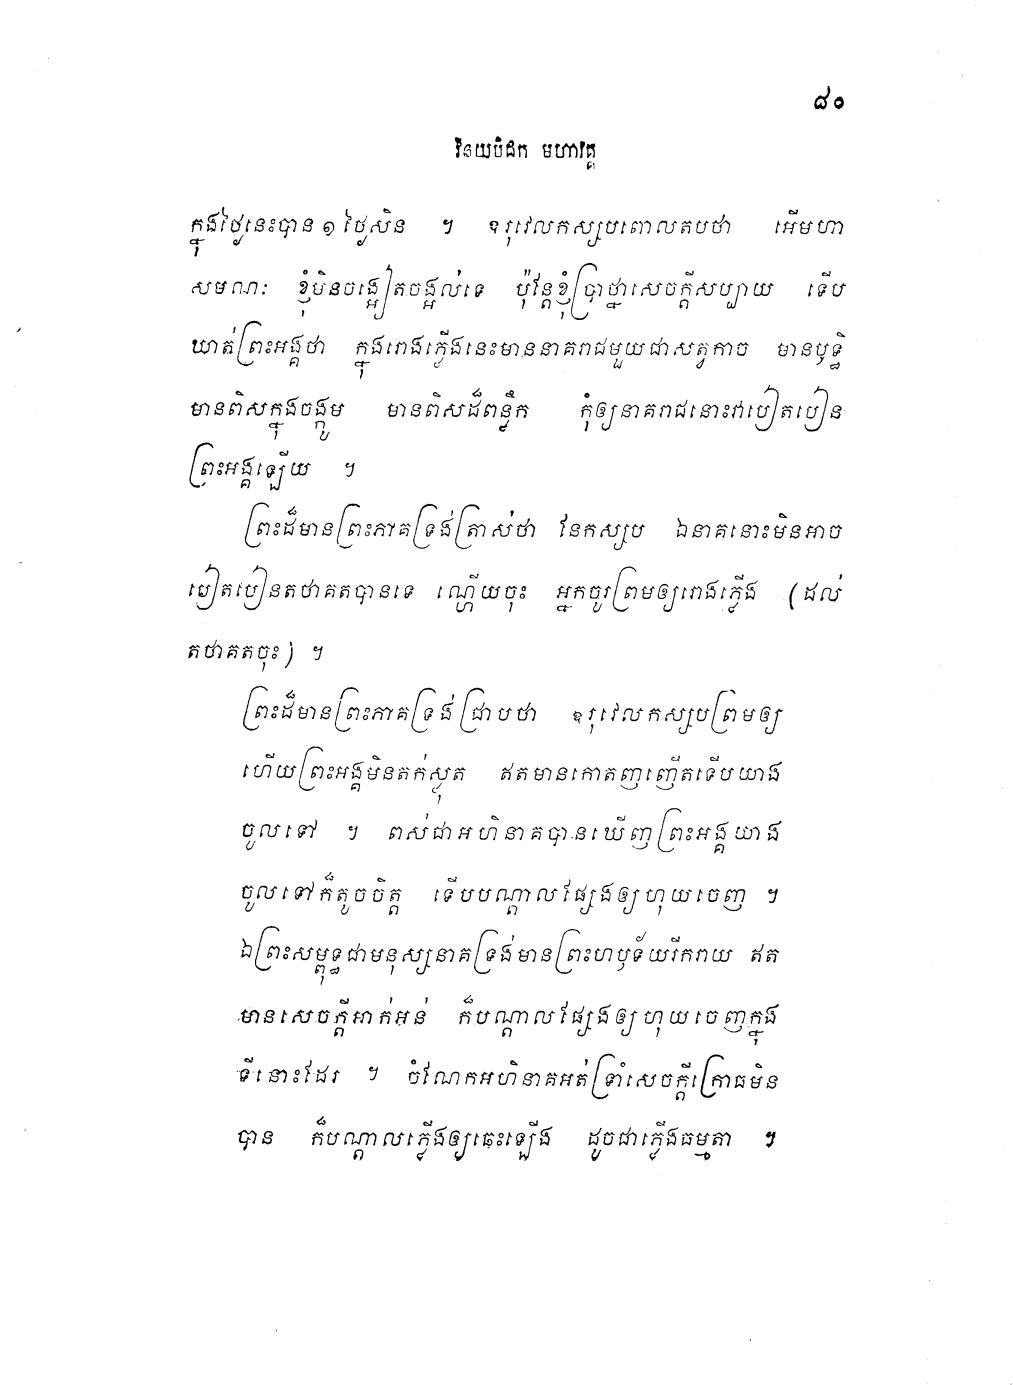 ៨០
វិនយបិដក មហាវគ្គ
ក្នុងថ្ងៃនេះបាន ១ ថ្ងៃសិន ។ ឧរុវេលកស្សបពោលតបថា អើមហា
សមណៈ ខ្ញុំមិនចង្អៀតចង្អល់ទេ ប៉ុន្តែខ្ញុំប្រាថ្នាសេចក្តីសប្បាយ ទើប
ឃាត់ព្រះអង្គថា ក្នុងរោងភ្លើងនេះមាននាគរាជមួយជាសត្វកាច មានឫទ្ធិ
មានពិសក្នុងចង្កូម មានពិសដ៏ពន្លឹក កុំឲ្យនាគរាជនោះវាបៀតបៀន
ព្រះអង្គឡើយ ។
ព្រះដ៏មានព្រះភាគទ្រង់ត្រាស់ថា នែកស្សប ឯនាគនោះមិនអាច
បៀតបៀនតថាគតបានទេ ណ្ហើយចុះ អ្នកចូរព្រមឲ្យរោងភ្លើង (ដល់
តថាគតចុះ) ។
ព្រះដ៏មានព្រះភាគទ្រង់ជ្រាបថា ឧរុវេលកស្សបព្រមឲ្យ
ហើយព្រះអង្គមិនតក់ស្លុត ឥតមានកោតញញើតទើបយាង
ចូលទៅ ។ ពស់ជាអហិនាគបានឃើញព្រះអង្គយាង
ចូលទៅក៏តូចចិត្ត ទើបបណ្តាលផ្សែងឲ្យហុយចេញ ។
ឯព្រះសម្ពុទ្ធជាមនុស្សនាគទ្រង់មានព្រះហឫទ័យរីករាយ ឥត
មានសេចក្តីអាក់អន់ ក៏បណ្តាលផ្សែងឲ្យហុយចេញក្នុង
ទីនោះដែរ ។ ចំណែកអហិនាគអត់ទ្រាំសេចក្តីក្រោធមិន
បាន ក៏បណ្តាលភ្លើងឲ្យឆេះឡើង ដូចជាភ្លើងធម្មតា ។